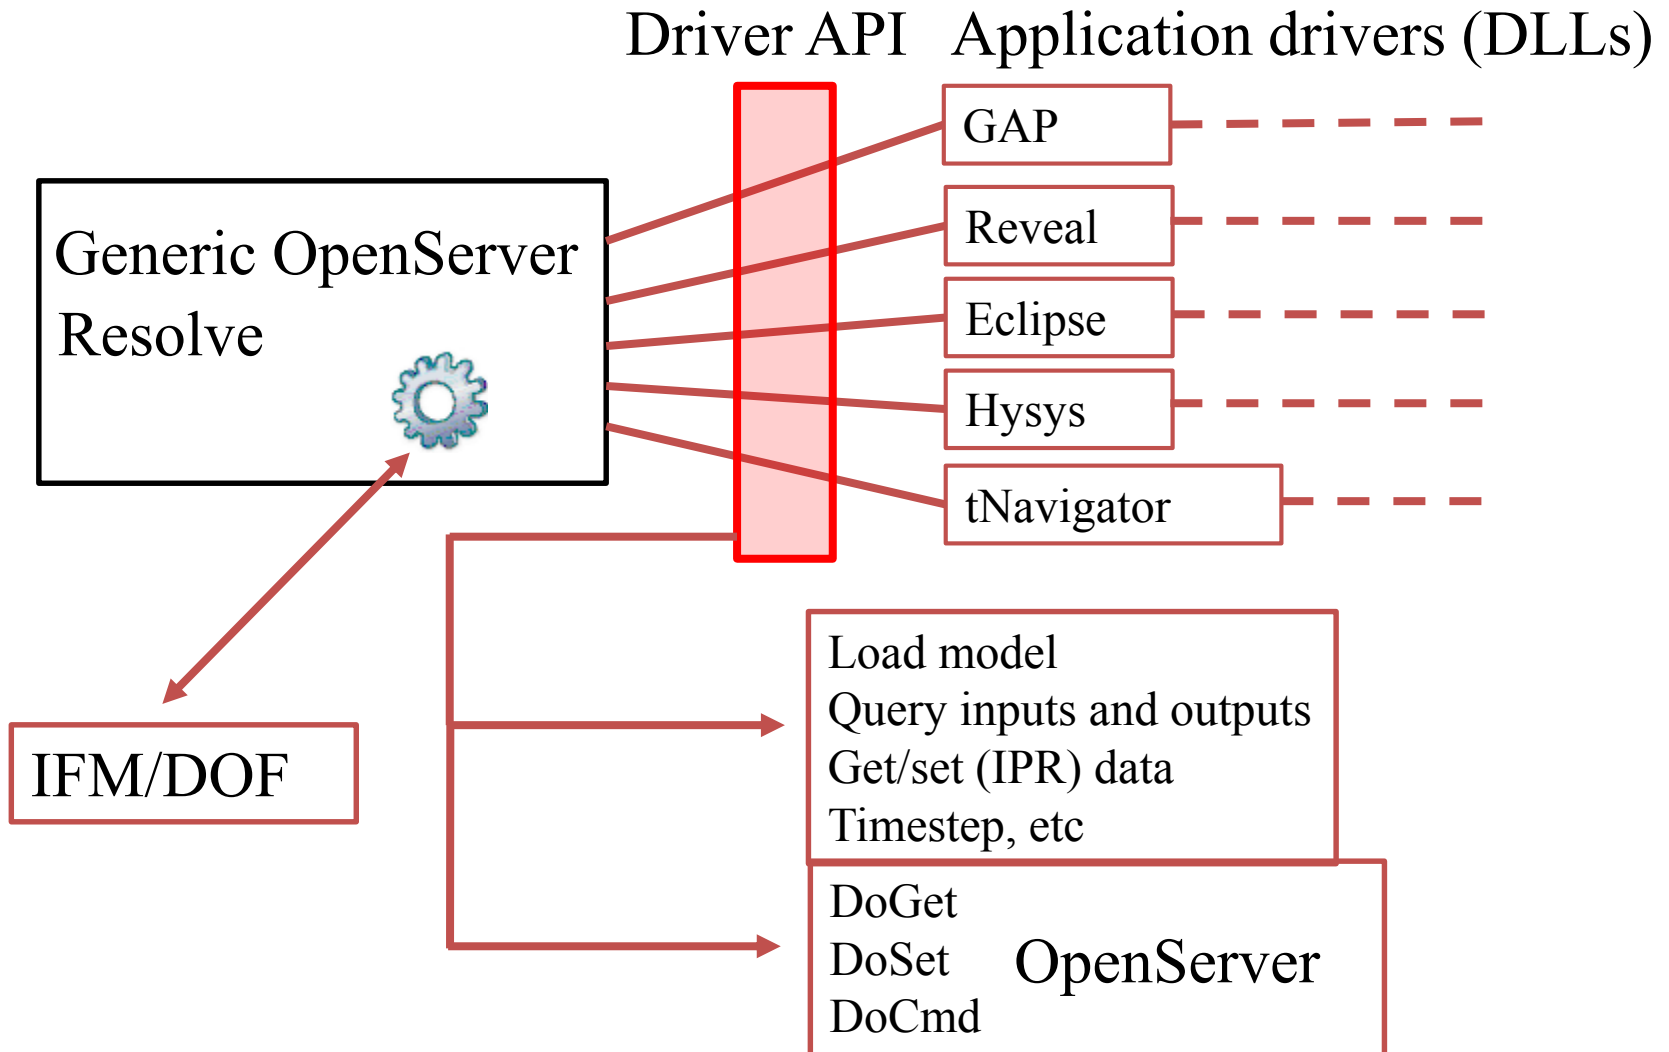 Driver API
Application drivers (DLLs)
GAP
Generic OpenServer
Resolve
Reveal
Eclipse
Hysys
tNavigator
IFM/DOF
Load model
Query inputs and outputs
Get/set (IPR) data
Timestep, etc
DoGet
DoSet
DoCmd
OpenServer